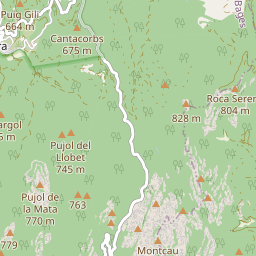 Puig Gili
664 m
Cantacorbs
675 m
Bages
Roca Seren
804 m
828 m
Pujol del
Llobet
745 m
Pujol de
la Mata
770 m
763
779
Montcau